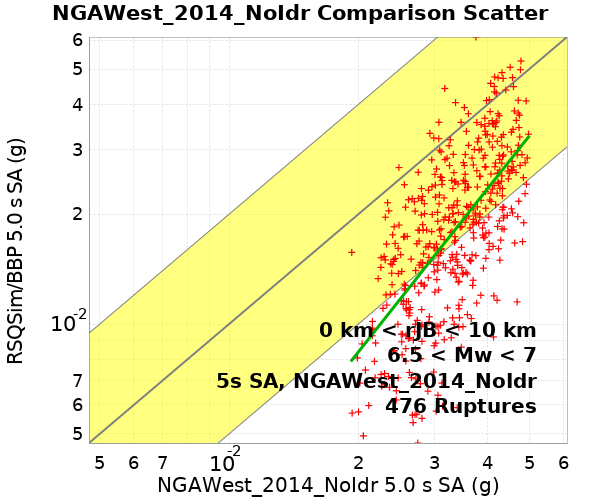 NGAWest_2014_NoIdr Comparison Scatter
6
5
4
3
2
10-2
7
6
5
RSQSim/BBP 5.0 s SA (g)
0 km < rJB < 10 km
6.5 < Mw < 7
5s SA, NGAWest_2014_NoIdr
476 Ruptures
5 6 7 10-2 2 3 4 5 6
NGAWest_2014_NoIdr 5.0 s SA (g)